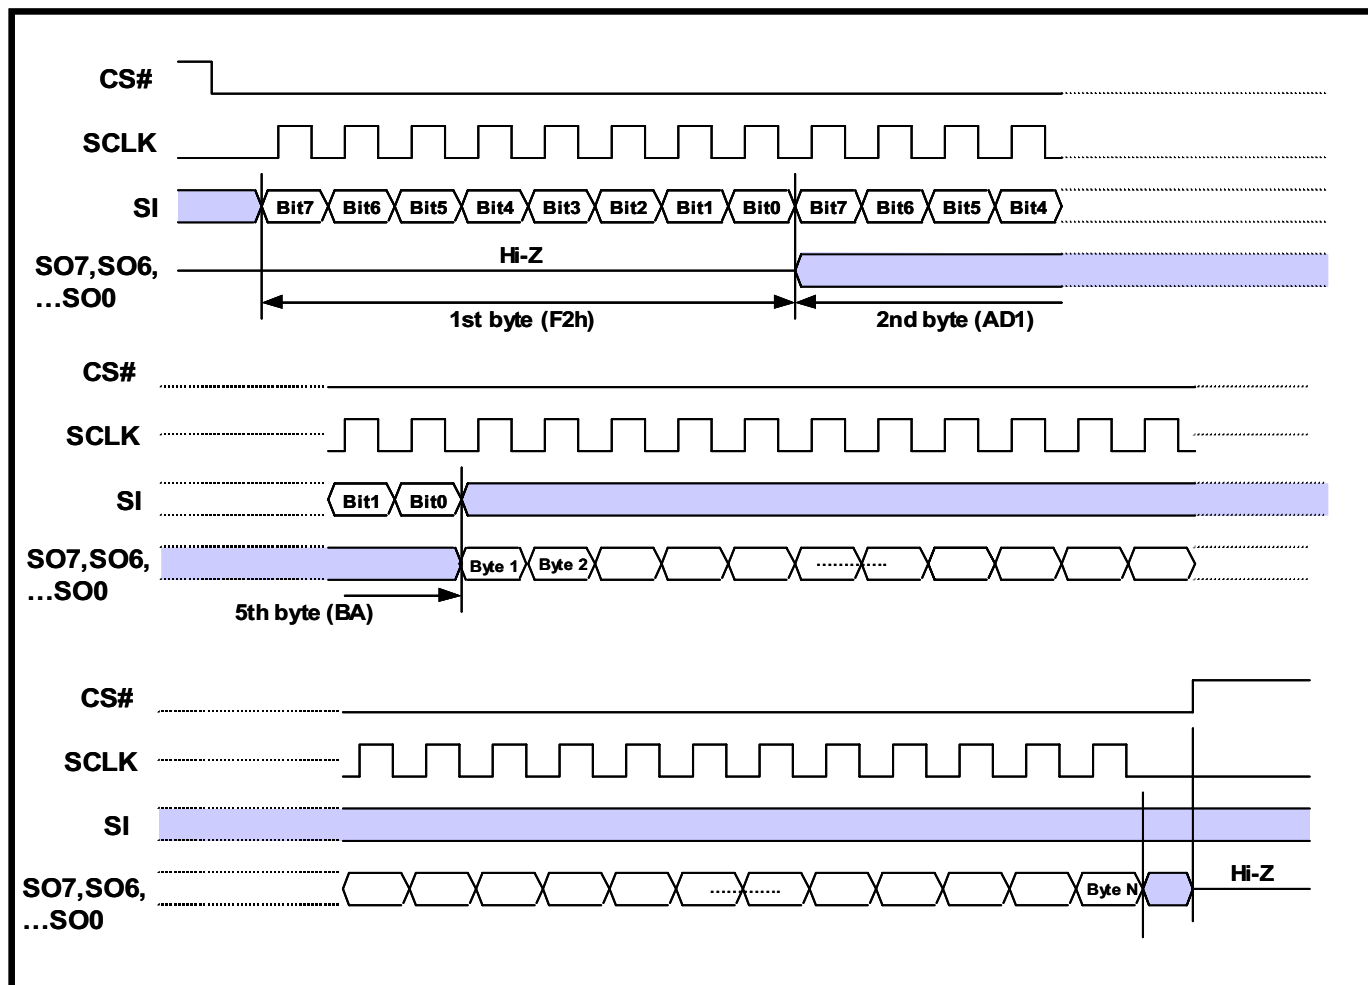 CS#
SCLK
SI
Bit7 Bit6 Bit5 Bit4 Bit3 Bit2 Bit1 Bit0 Bit7 Bit6 Bit5 Bit4
Hi-Z
SO7,SO6,
...SO0
1st byte (F2h) 2nd byte (AD1)
CS#
SCLK
SI
Bit1 Bit0
SO7,SO6,
...SO0
Byte 1 Byte 2
5th byte (BA)
CS#
SCLK
SI
SO7,SO6,
...SO0
Byte N
Hi-Z